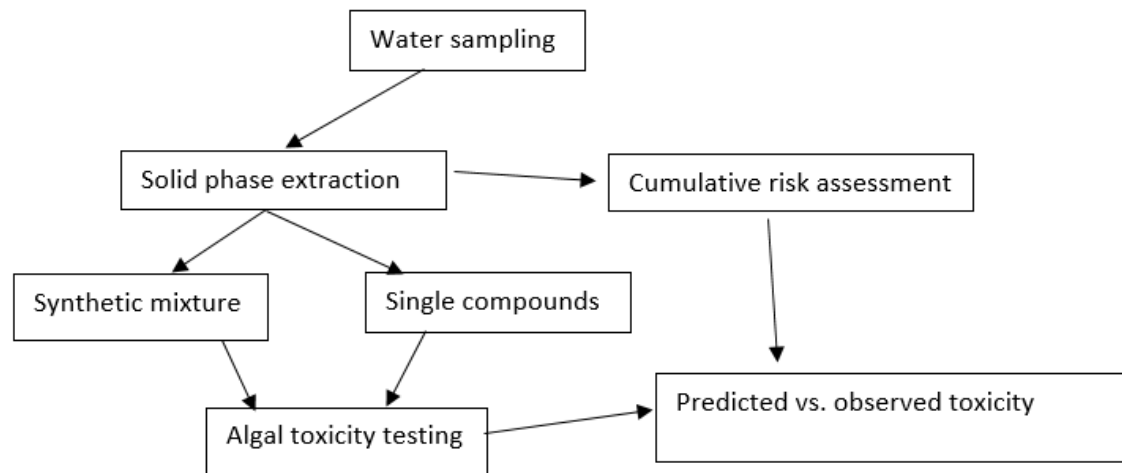 Water sampling
Solid phase extraction
Cumulative risk assessment
Synthetic mixture
Single compounds
Algal toxicity testing
Predicted vs. observed toxicity